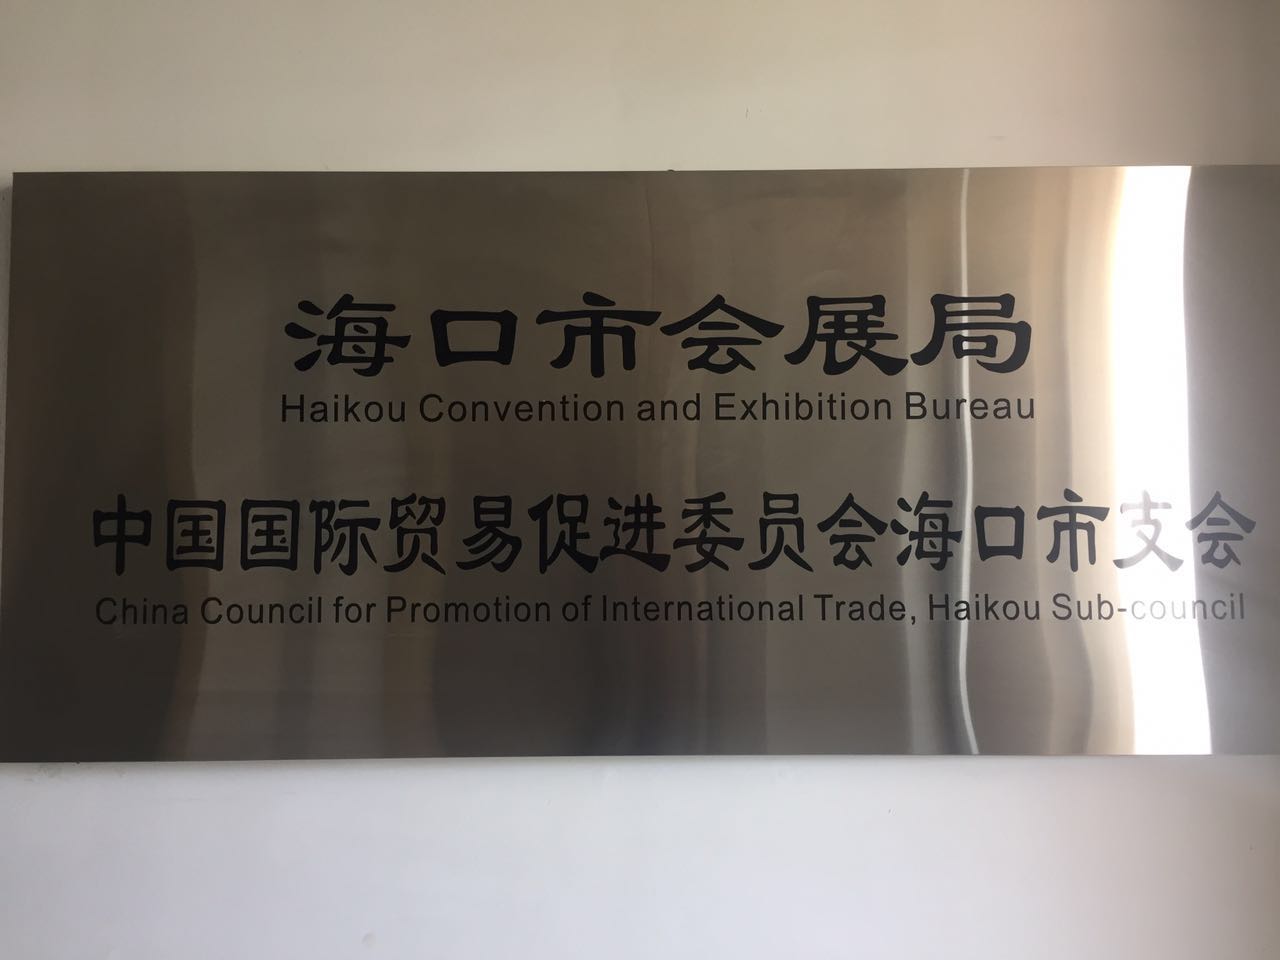 海口市会展局
Haikou Convention and Exhibition Bureau
中国国际贸易促进委员会海口市支会
China Council for Promotion of International Trade, Haikou Sub-council